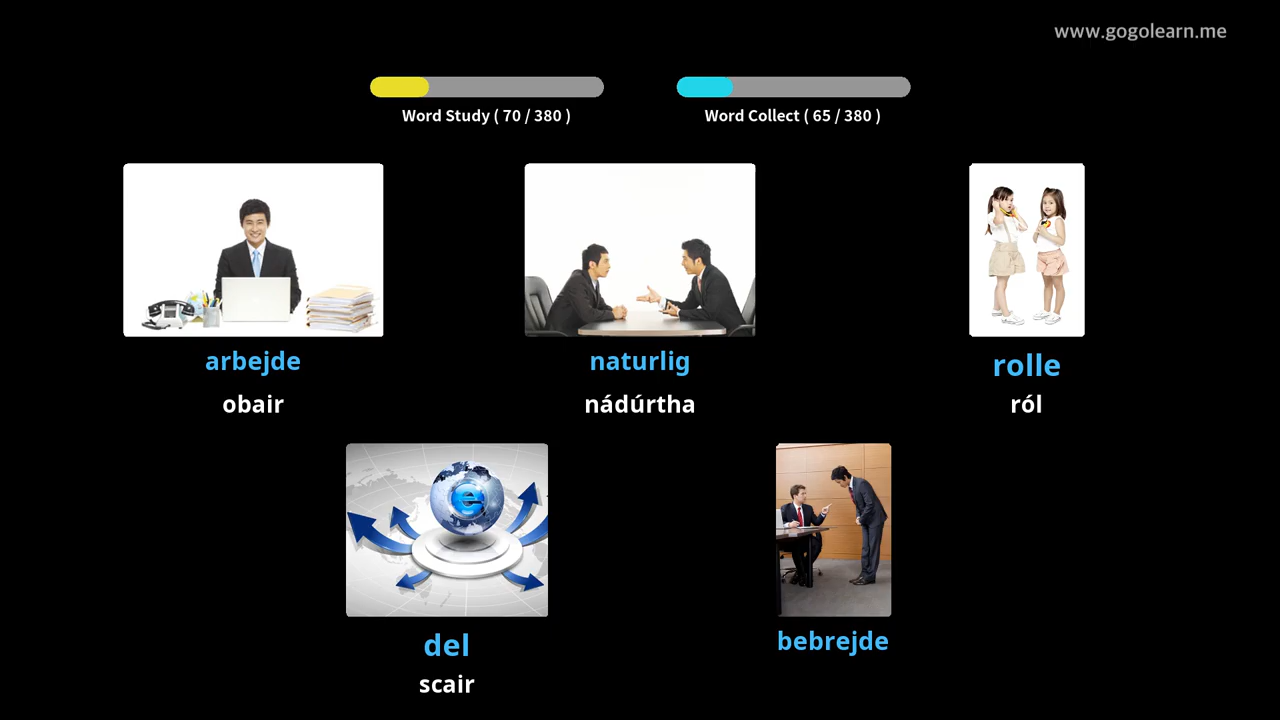 www.gogolearn.me
Word Study ( 70 / 380 )
Word Collect ( 65 / 380 )
arbejde
naturlig
rolle
obair
nádúrtha
ról
e
del
bebrejde
scair